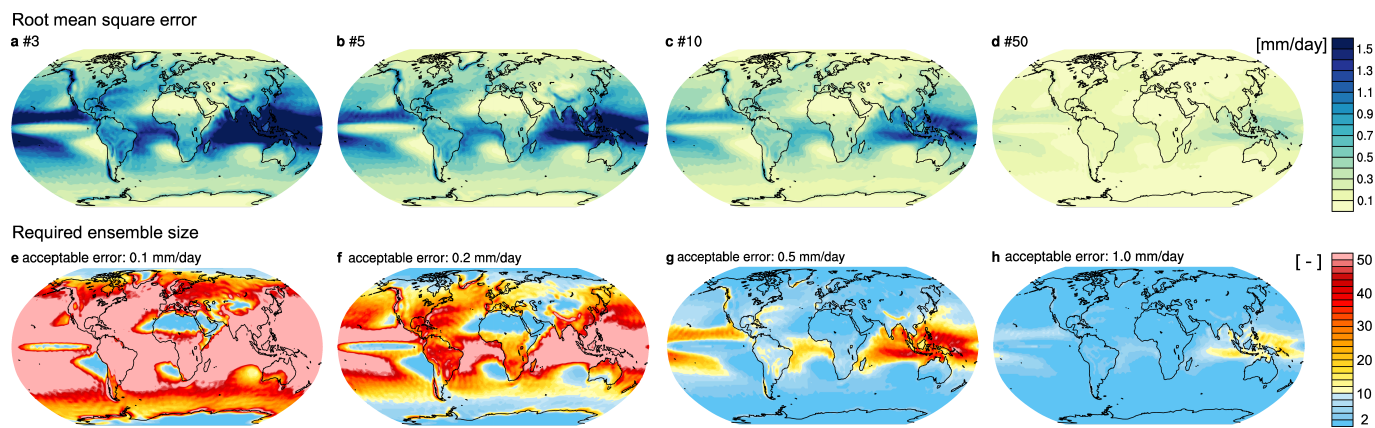 Root mean square error
a #3
b #5
c #10
d #50
[mm/day]
1.5
1.3
1.1
0.9
0.7
0.5
0.3
0.1
Required ensemble size
e acceptable error: 0.1 mm/day
f acceptable error: 0.2 mm/day
g acceptable error: 0.5 mm/day
h acceptable error: 1.0 mm/day
[ - ]
50
40
30
20
10
2